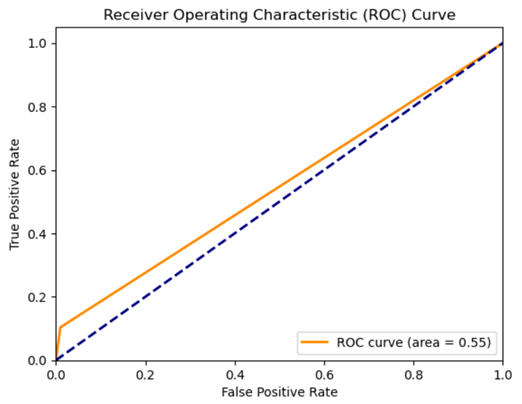 Receiver Operating Characteristic (ROC) Curve
1.0
0.8
0.6
0.4
0.2
0.0
True Positive Rate
ROC curve (area = 0.55)
0.0 0.2 0.4 0.6 0.8 1.0
False Positive Rate